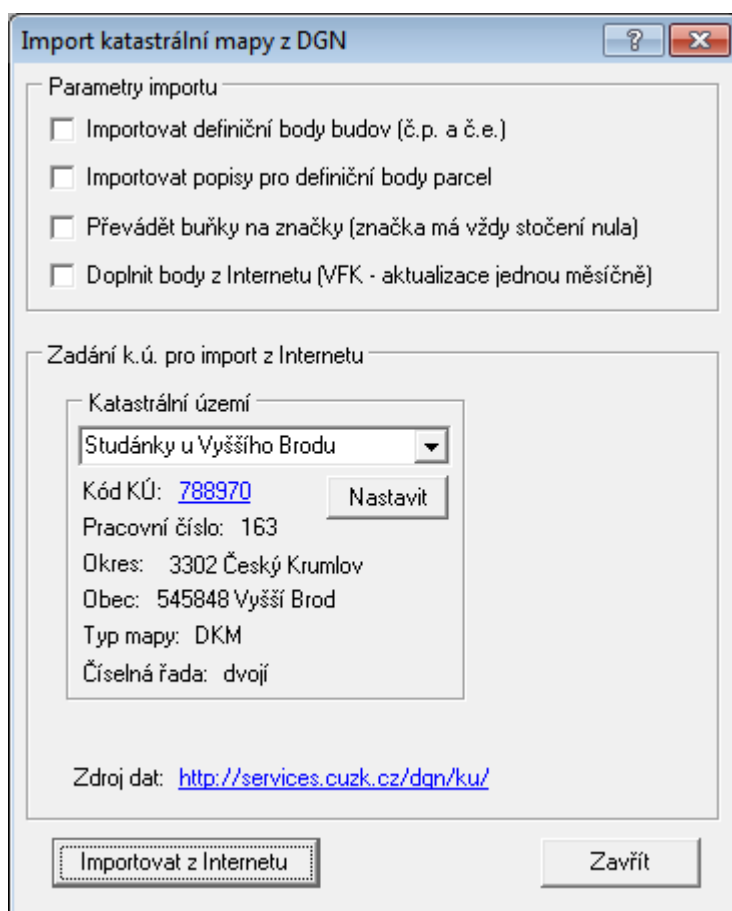 Import katastrální mapy z DGN
Parametry importu
Importovat definiční body budov (č.p. a č.e.)
Importovat popisy pro definiční body parcel
Převádět buňky na značky (značka má vždy stočení nula)
Doplnit body z Internetu (VFK - aktualizace jednou měsíčně)
Zadání k.ú. pro import z Internetu
Katastrální území
Studánky u Vyššího Brodu
Kód KÚ: 788970 Nastavit
Pracovní číslo: 163
Okres: 3302 Český Krumlov
Obec: 545848 Vyšší Brod
Typ mapy: DKM
Číselná řada: dvojí
Zdroj dat: http://services.cuzk.cz/dgn/ku/
Importovat z Internetu Zavřít